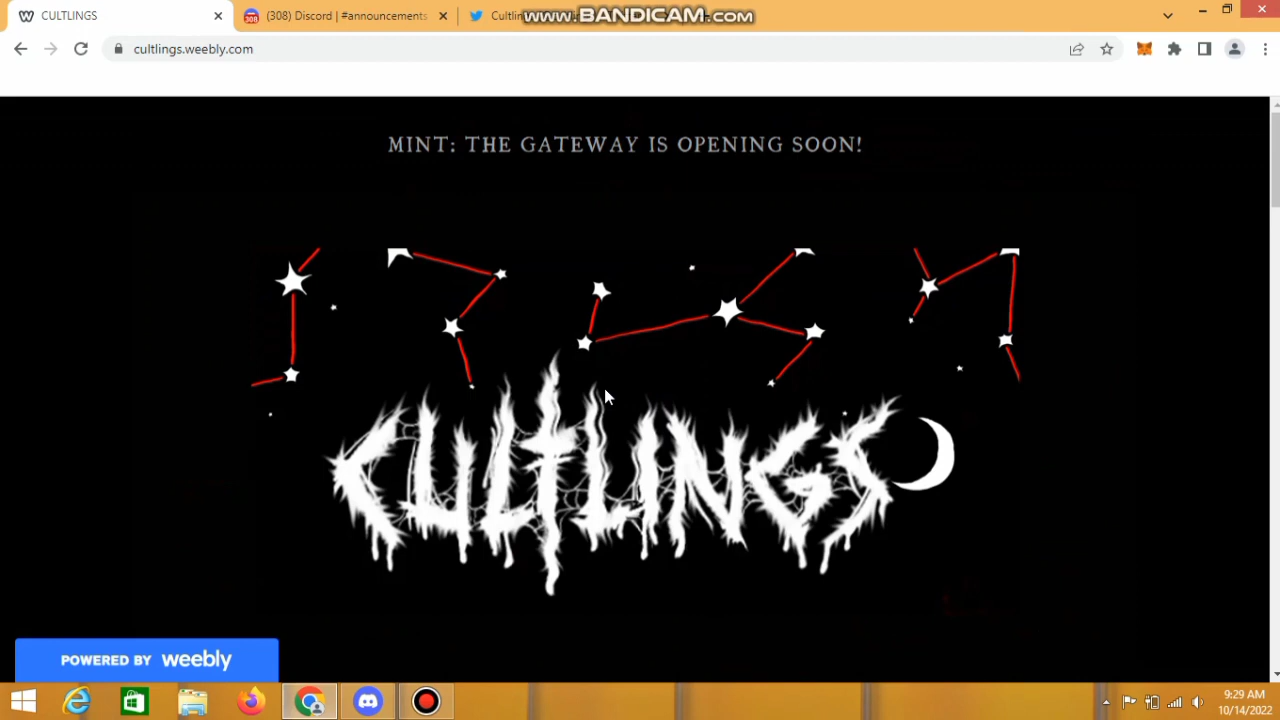 CULTLINGS
(308) Discord | #announcements
www.BANDICAM.com
cultlings.weebly.com
MINT: THE GATEWAY IS OPENING SOON!
CULTLINGS
POWERED BY weebly
9:29 AM
10/14/2022